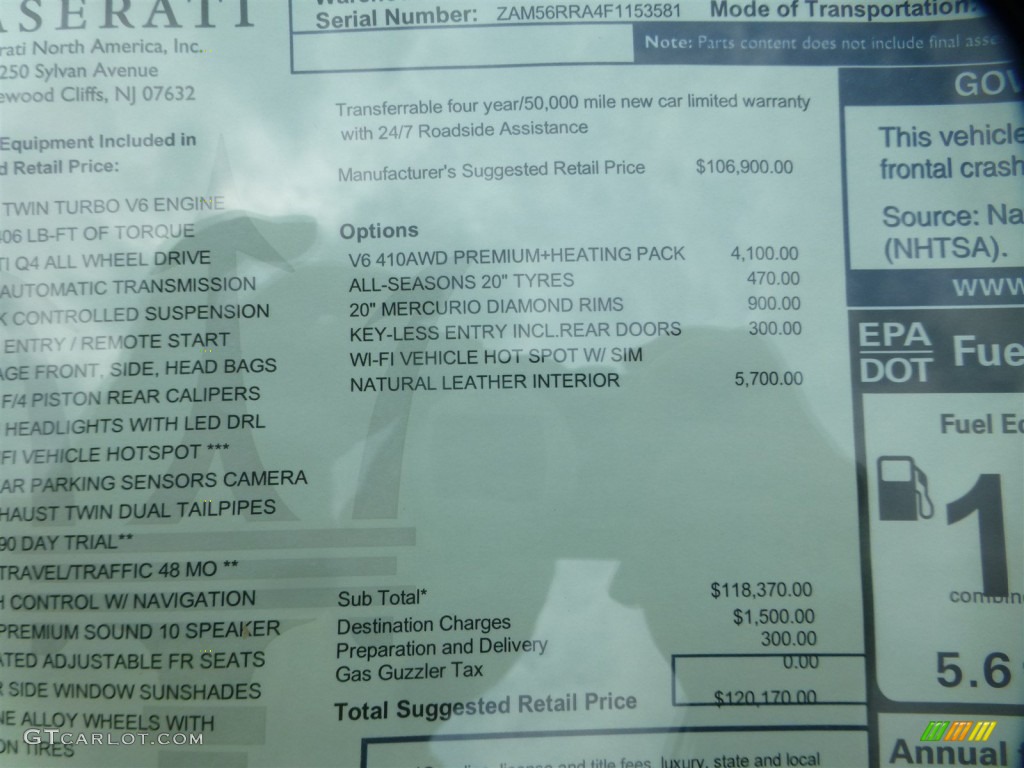 SERATI
rati North America, Inc.
250 Sylvan Avenue
ewood Cliffs, NJ 07632
Equipment Included in
d Retail Price:
TWIN TURBO V6 ENGINE
406 LB-FT OF TORQUE
TI Q4 ALL WHEEL DRIVE
AUTOMATIC TRANSMISSION
K CONTROLLED SUSPENSION
ENTRY / REMOTE START
AGE FRONT, SIDE, HEAD BAGS
F/4 PISTON REAR CALIPERS
HEADLIGHTS WITH LED DRL
FI VEHICLE HOTSPOT ***
AR PARKING SENSORS CAMERA
HAUST TWIN DUAL TAILPIPES
90 DAY TRIAL**
TRAVEL/TRAFFIC 48 MO **
H CONTROL W/ NAVIGATION
PREMIUM SOUND 10 SPEAKER
ATED ADJUSTABLE FR SEATS
R SIDE WINDOW SUNSHADES
NE ALLOY WHEELS WITH
ON TIRES
Serial Number: ZAM56RRA4F1153581 Mode of Transportation:
Note: Parts content does not include final asse
Transferrable four year/50,000 mile new car limited warranty
with 24/7 Roadside Assistance
Manufacturer's Suggested Retail Price $106,900.00
Options
V6 410AWD PREMIUM+HEATING PACK 4,100.00
ALL-SEASONS 20" TYRES 470.00
20" MERCURIO DIAMOND RIMS 900.00
KEY-LESS ENTRY INCL.REAR DOORS 300.00
WI-FI VEHICLE HOT SPOT W/ SIM
NATURAL LEATHER INTERIOR 5,700.00
Sub Total* $118,370.00
Destination Charges $1,500.00
Preparation and Delivery 300.00
Gas Guzzler Tax 0.00
Total Suggested Retail Price $120,170.00
license and title fees, luxury, state and local
GOV
This vehicle
frontal crash
Source: Na
(NHTSA).
www
EPA
DOT
Fue
Fuel Ec
1
combin
5.6
Annual f
GTcarlot.com